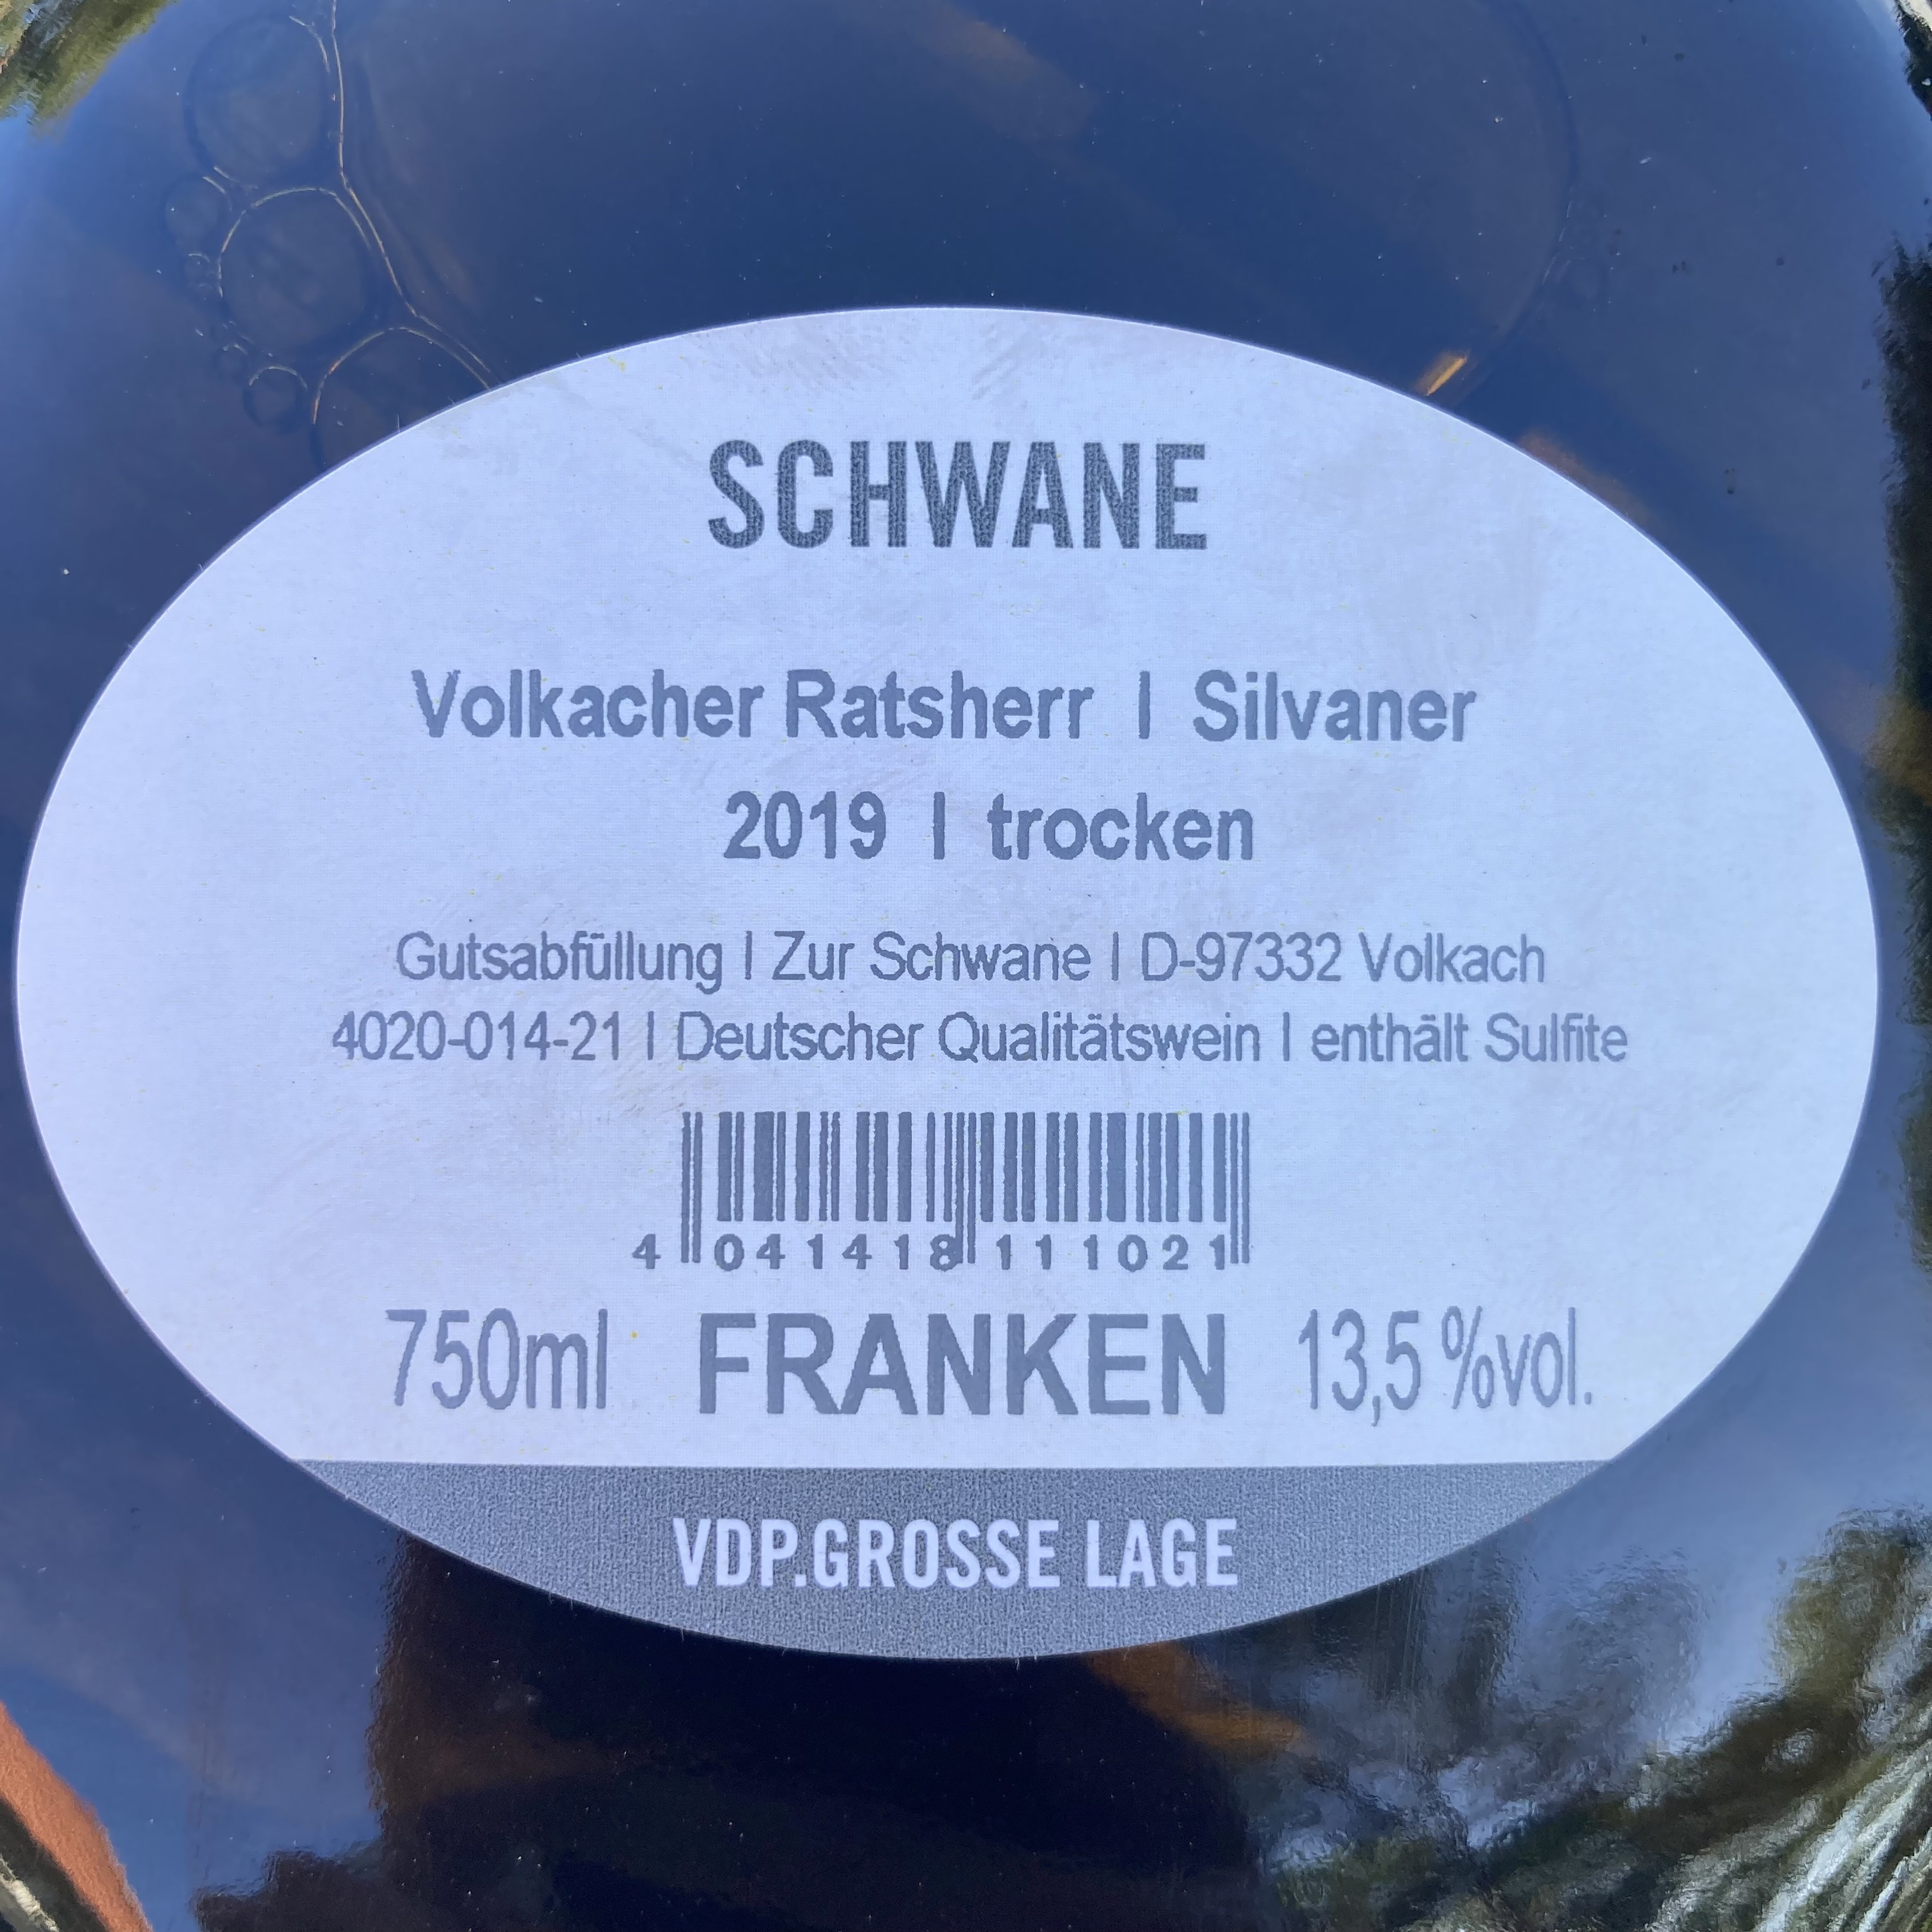 SCHWANE
Volkacher Ratsherr | Silvaner
2019 | trocken
Gutsabfüllung | Zur Schwane | D-97332 Volkach
4020-014-21 | Deutscher Qualitätswein | enthält Sulfite
4 041418 111021
750ml FRANKEN 13,5 %vol.
VDP.GROSSE LAGE